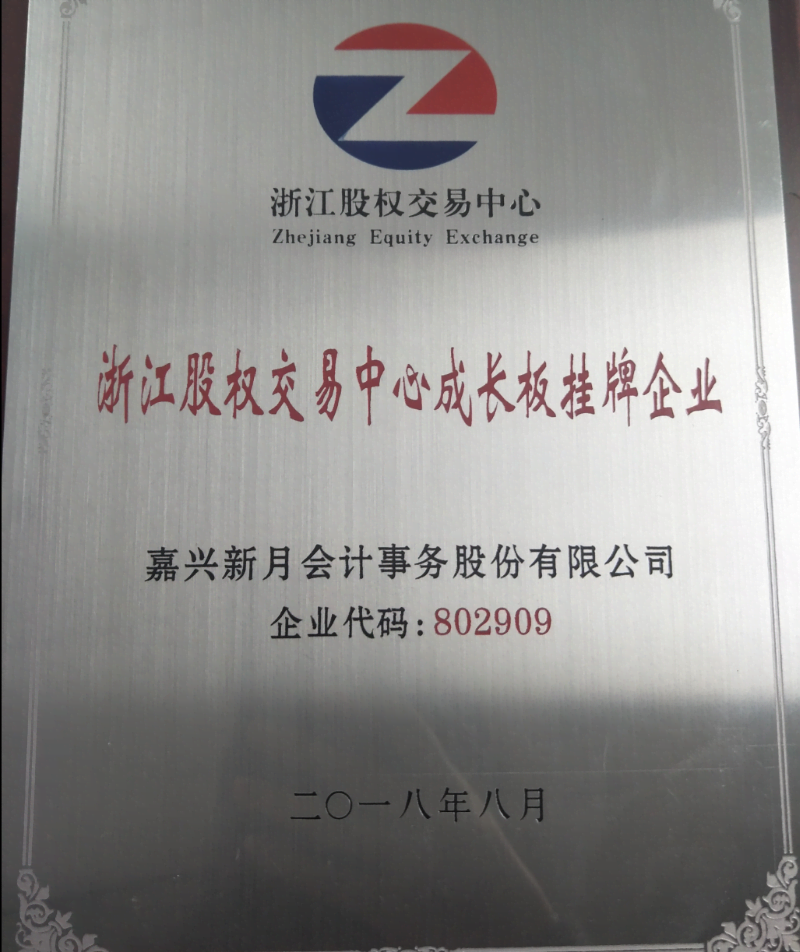 浙江股权交易中心
Zhejiang Equity Exchange
浙江股权交易中心成长板挂牌企业
嘉兴新月会计事务股份有限公司
企业代码:802909
二〇一八年八月